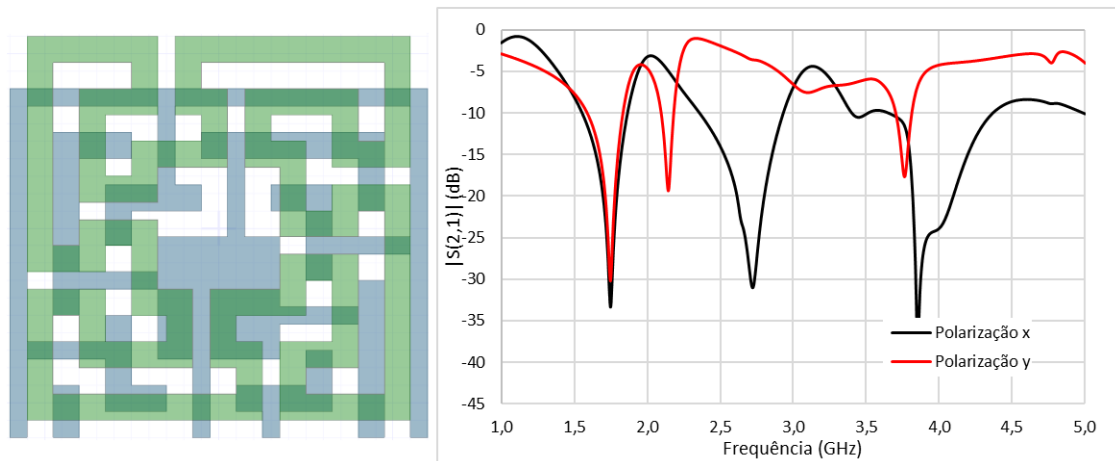 0
-5
-10
-15
-20
-25
-30
-35
-40
-45
|S(2,1)| (dB)
Polarização x
Polarização y
1,0 1,5 2,0 2,5 3,0 3,5 4,0 4,5 5,0
Frequência (GHz)